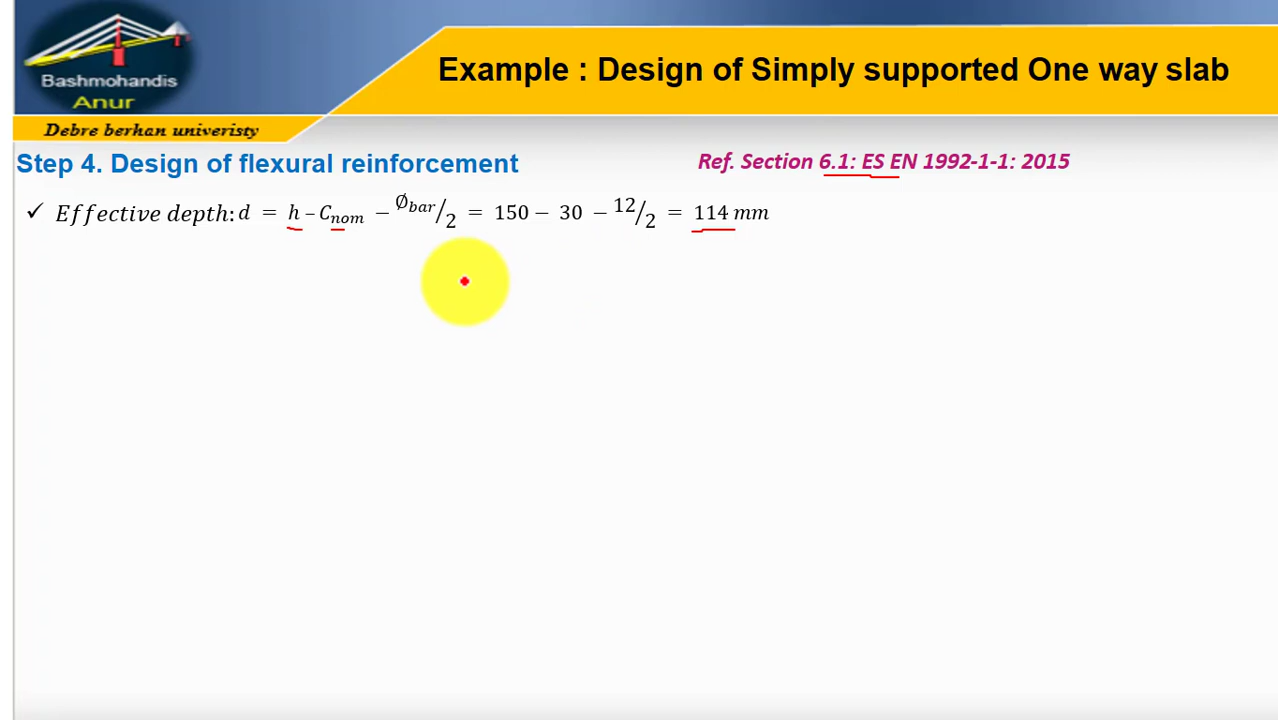 Bashmohandis
Anur
Debre berhan univeristy
Example : Design of Simply supported One way slab
Step 4. Design of flexural reinforcement
Ref. Section 6.1: ES EN 1992-1-1: 2015
✓ Effective depth: d = h – C_nom − ∅_bar/2 = 150 − 30 − 12/2 = 114 mm